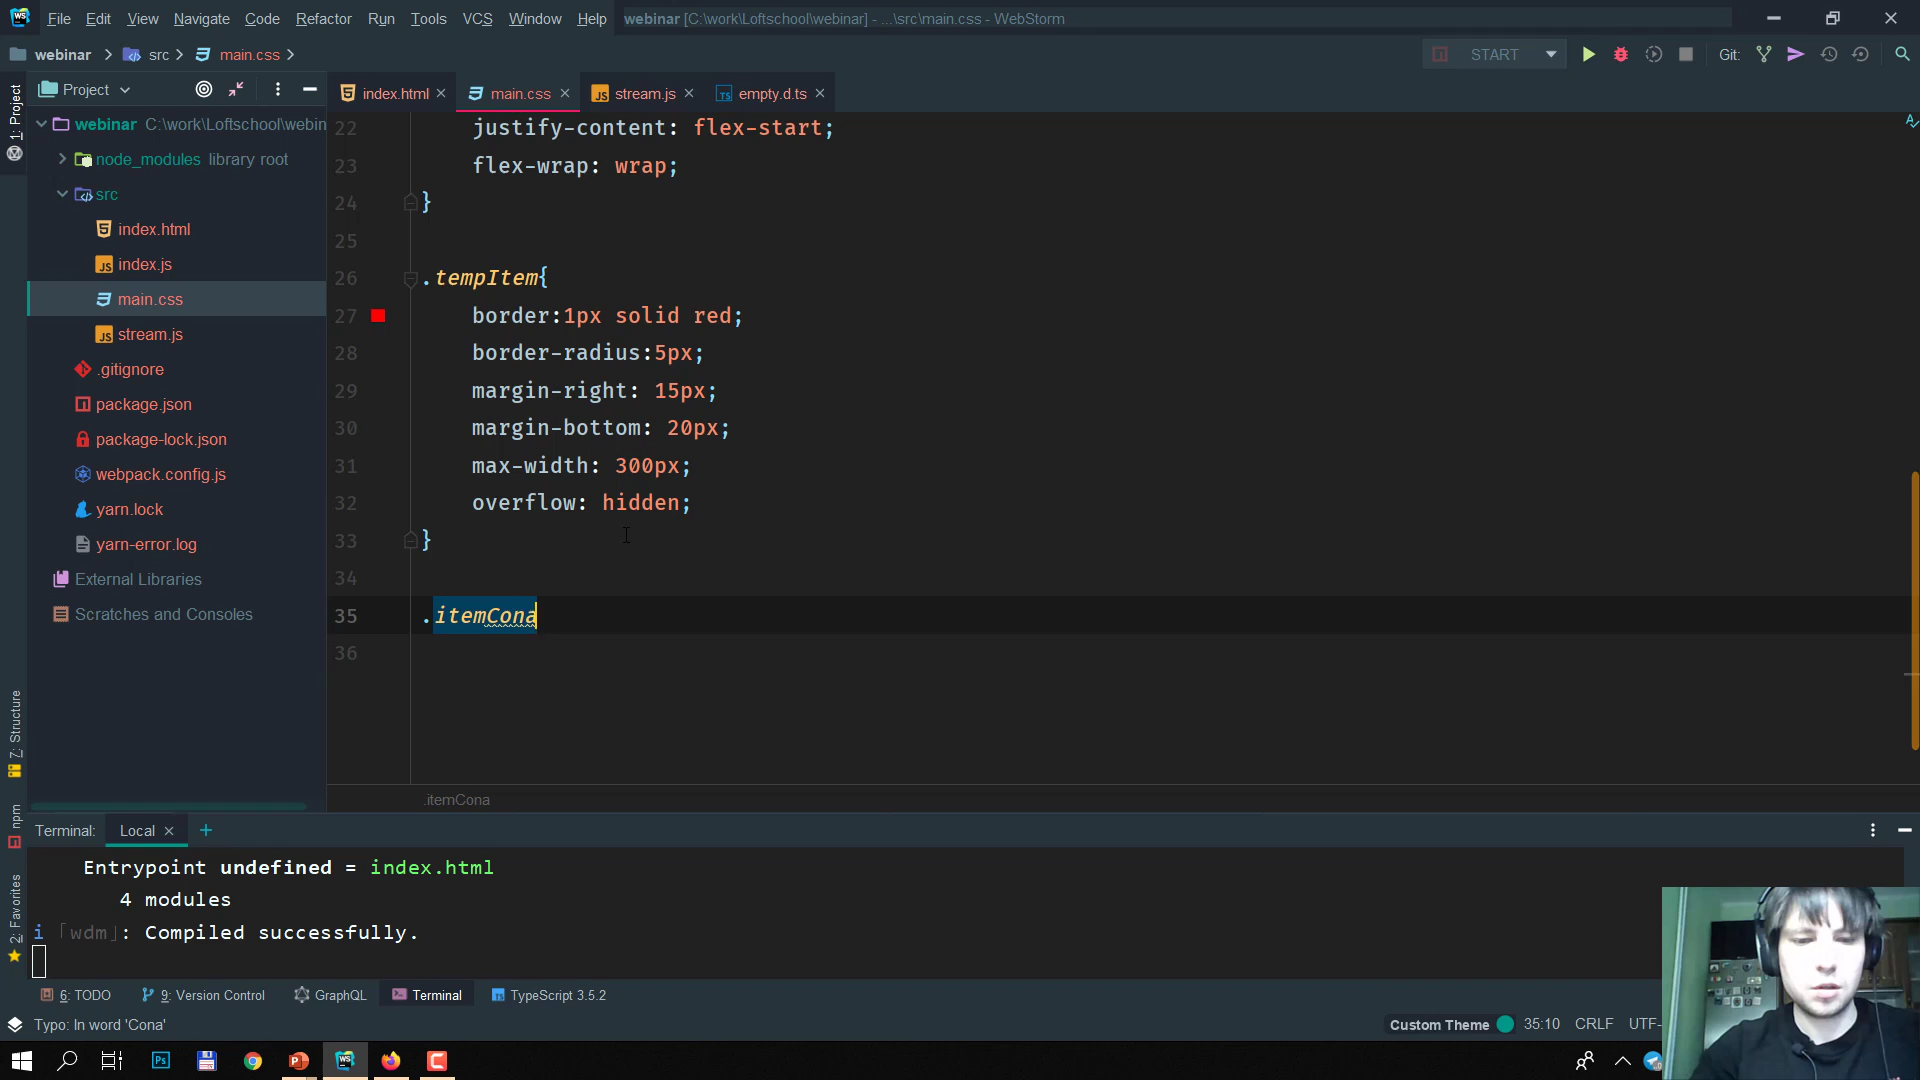 File Edit View Navigate Code Refactor Run Tools VCS Window Help webinar [C:\work\Loftschool\webinar] - ...\src\main.css - WebStorm
webinar src main.css START Git:
Project index.html main.css stream.js empty.d.ts
1: Project
webinar C:\work\Loftschool\webin
node_modules library root
src
index.html
index.js
main.css
stream.js
.gitignore
package.json
package-lock.json
webpack.config.js
yarn.lock
yarn-error.log
External Libraries
Scratches and Consoles
22 justify-content: flex-start;
23 flex-wrap: wrap;
24 }
25
26 .tempItem{
27 border:1px solid red;
28 border-radius:5px;
29 margin-right: 15px;
30 margin-bottom: 20px;
31 max-width: 300px;
32 overflow: hidden;
33 }
34
35 .itemCona
36
.itemCona
7: Structure
npm
2: Favorites
Terminal: Local
Entrypoint undefined = index.html
4 modules
i 「wdm」: Compiled successfully.
6: TODO 9: Version Control GraphQL Terminal TypeScript 3.5.2
Typo: In word 'Cona' Custom Theme 35:10 CRLF UTF-